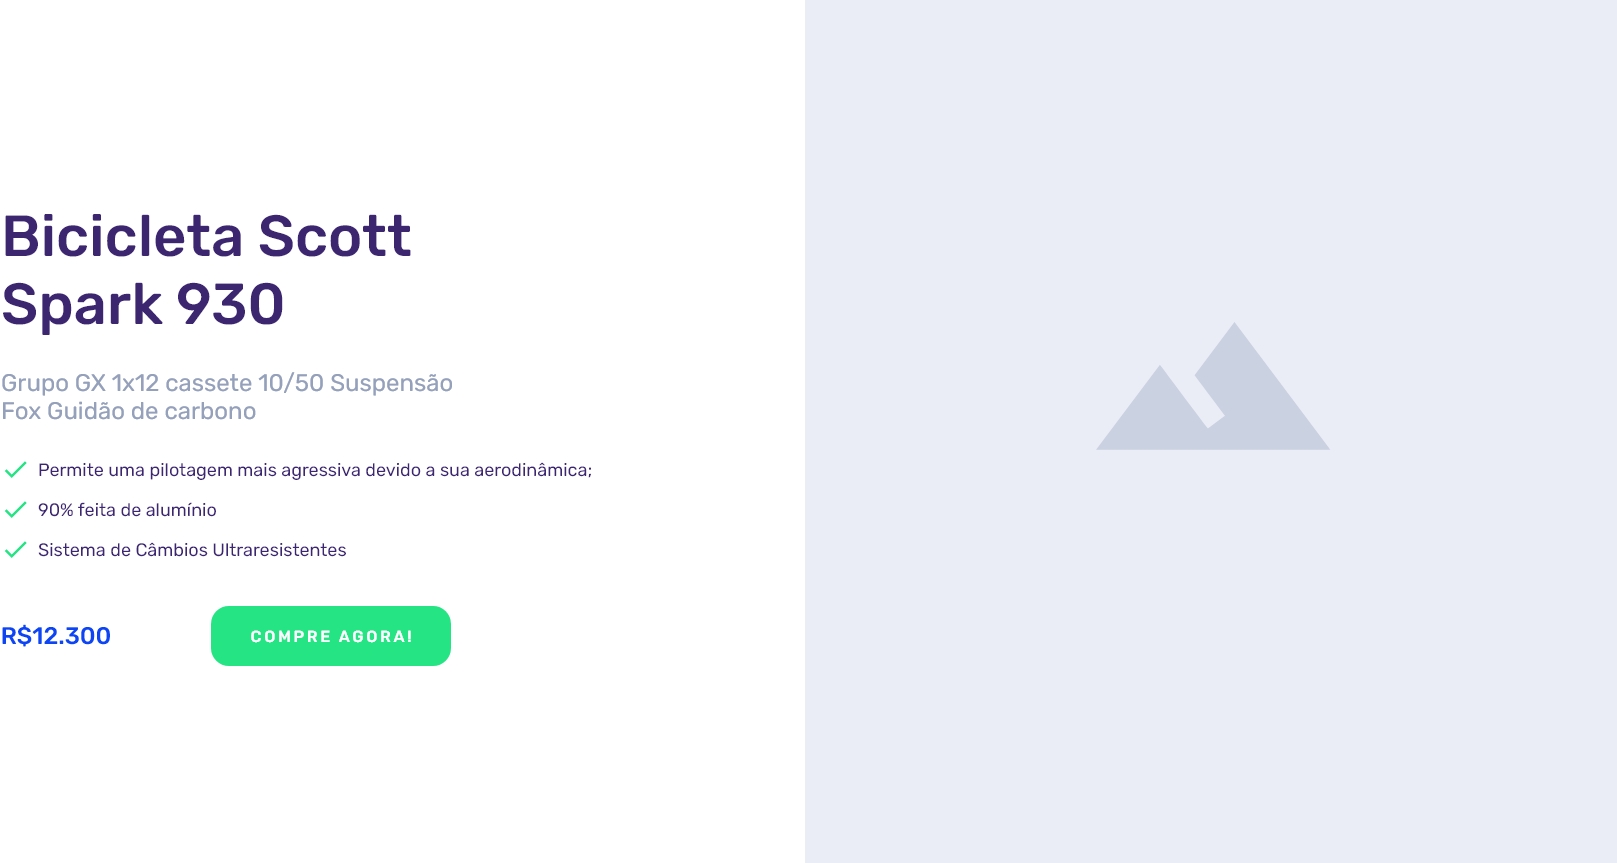 Bicicleta Scott
Spark 930
Grupo GX 1x12 cassete 10/50 Suspensão
Fox Guidão de carbono
Permite uma pilotagem mais agressiva devido a sua aerodinâmica;
90% feita de alumínio
Sistema de Câmbios Ultraresistentes
R$12.300
COMPRE AGORA!